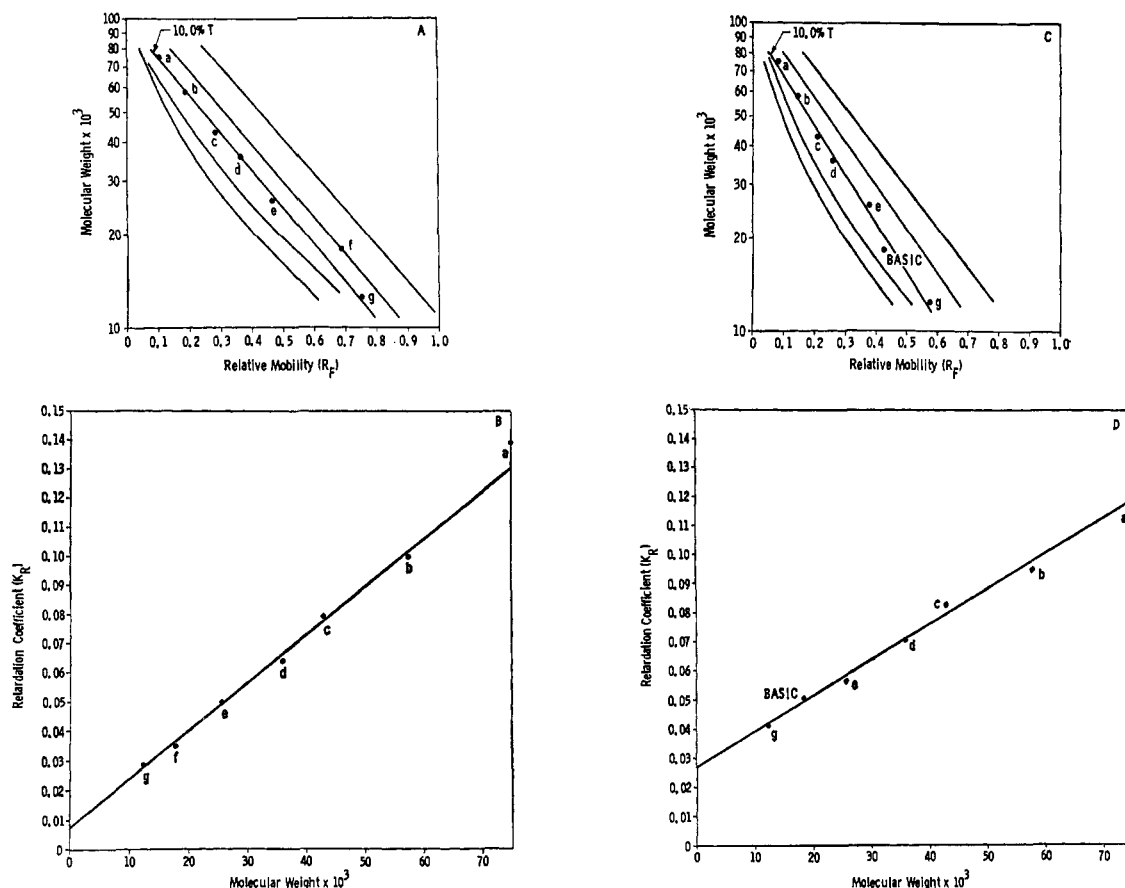 A
10.0% T
100
90
80
70
60
50
40
30
20
10
a
b
c
d
e
f
g
0 0.1 0.2 0.3 0.4 0.5 0.6 0.7 0.8 0.9 1.0
Molecular Weight x 10³
Relative Mobility (R_F)
C
10.0% T
100
90
80
70
60
50
40
30
20
10
a
b
c
d
e
BASIC
g
0 0.1 0.2 0.3 0.4 0.5 0.6 0.7 0.8 0.9 1.0
Molecular Weight x 10³
Relative Mobility (R_F)
B
0.15
0.14
0.13
0.12
0.11
0.10
0.09
0.08
0.07
0.06
0.05
0.04
0.03
0.02
0.01
0
a
b
c
d
e
f
g
0 10 20 30 40 50 60 70
Retardation Coefficient (K_R)
Molecular Weight x 10³
D
0.15
0.14
0.13
0.12
0.11
0.10
0.09
0.08
0.07
0.06
0.05
0.04
0.03
0.02
0.01
0
a
b
c
d
e
BASIC
g
0 10 20 30 40 50 60 70
Retardation Coefficient (K_R)
Molecular Weight x 10³